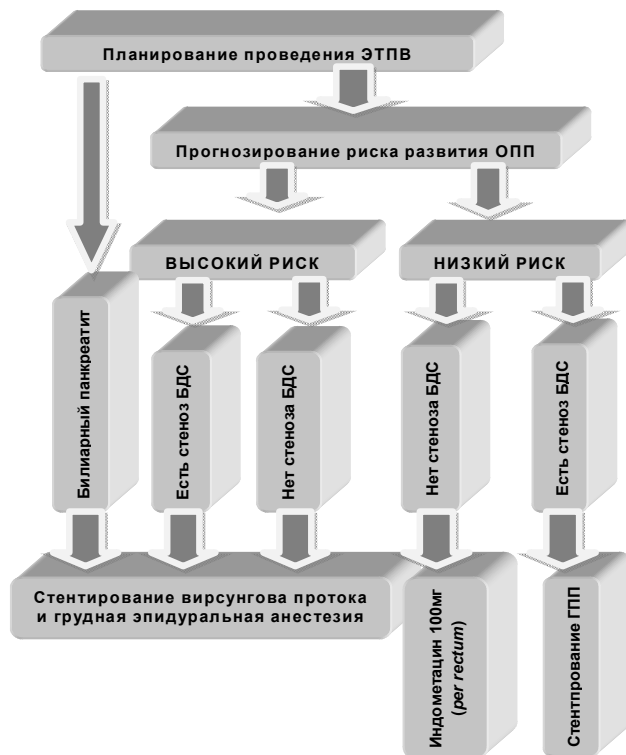 Планирование проведения ЭТПВ
Прогнозирование риска развития ОПП
ВЫСОКИЙ РИСК
НИЗКИЙ РИСК
Билиарный панкреатит
Есть стеноз БДС
Нет стеноза БДС
Нет стеноза БДС
Есть стеноз БДС
Стентирование вирсунгова протока
и грудная эпидуральная анестезия
Индометацин 100мг
(per rectum)
Стентпрование ГПП